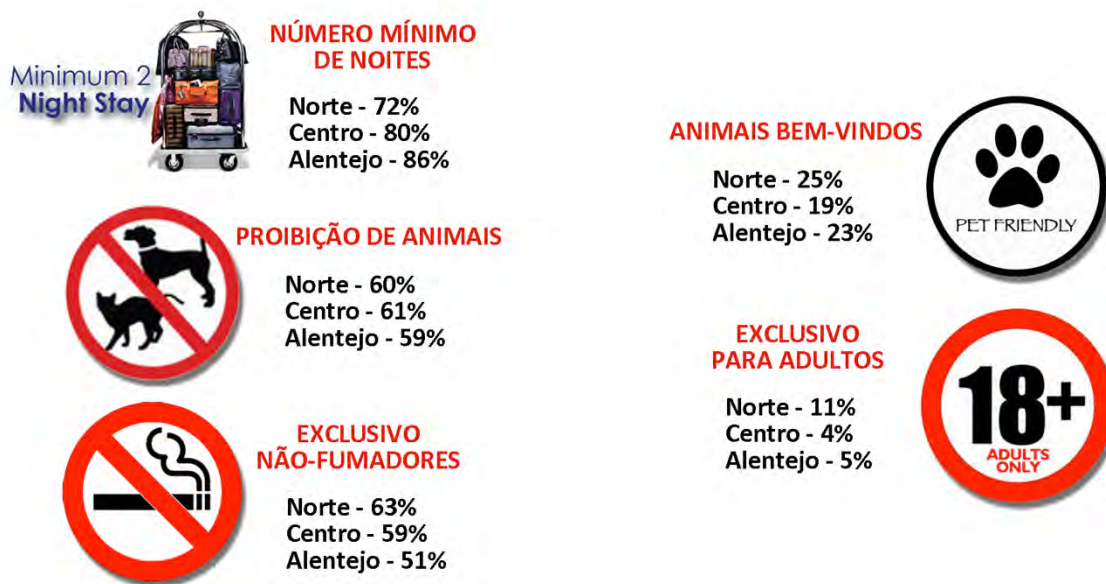 Minimum 2
Night Stay
NÚMERO MÍNIMO
DE NOITES
Norte - 72%
Centro - 80%
Alentejo - 86%
PROIBIÇÃO DE ANIMAIS
Norte - 60%
Centro - 61%
Alentejo - 59%
EXCLUSIVO
NÃO-FUMADORES
Norte - 63%
Centro - 59%
Alentejo - 51%
ANIMAIS BEM-VINDOS
Norte - 25%
Centro - 19%
Alentejo - 23%
PET FRIENDLY
EXCLUSIVO
PARA ADULTOS
Norte - 11%
Centro - 4%
Alentejo - 5%
18+
ADULTS
ONLY